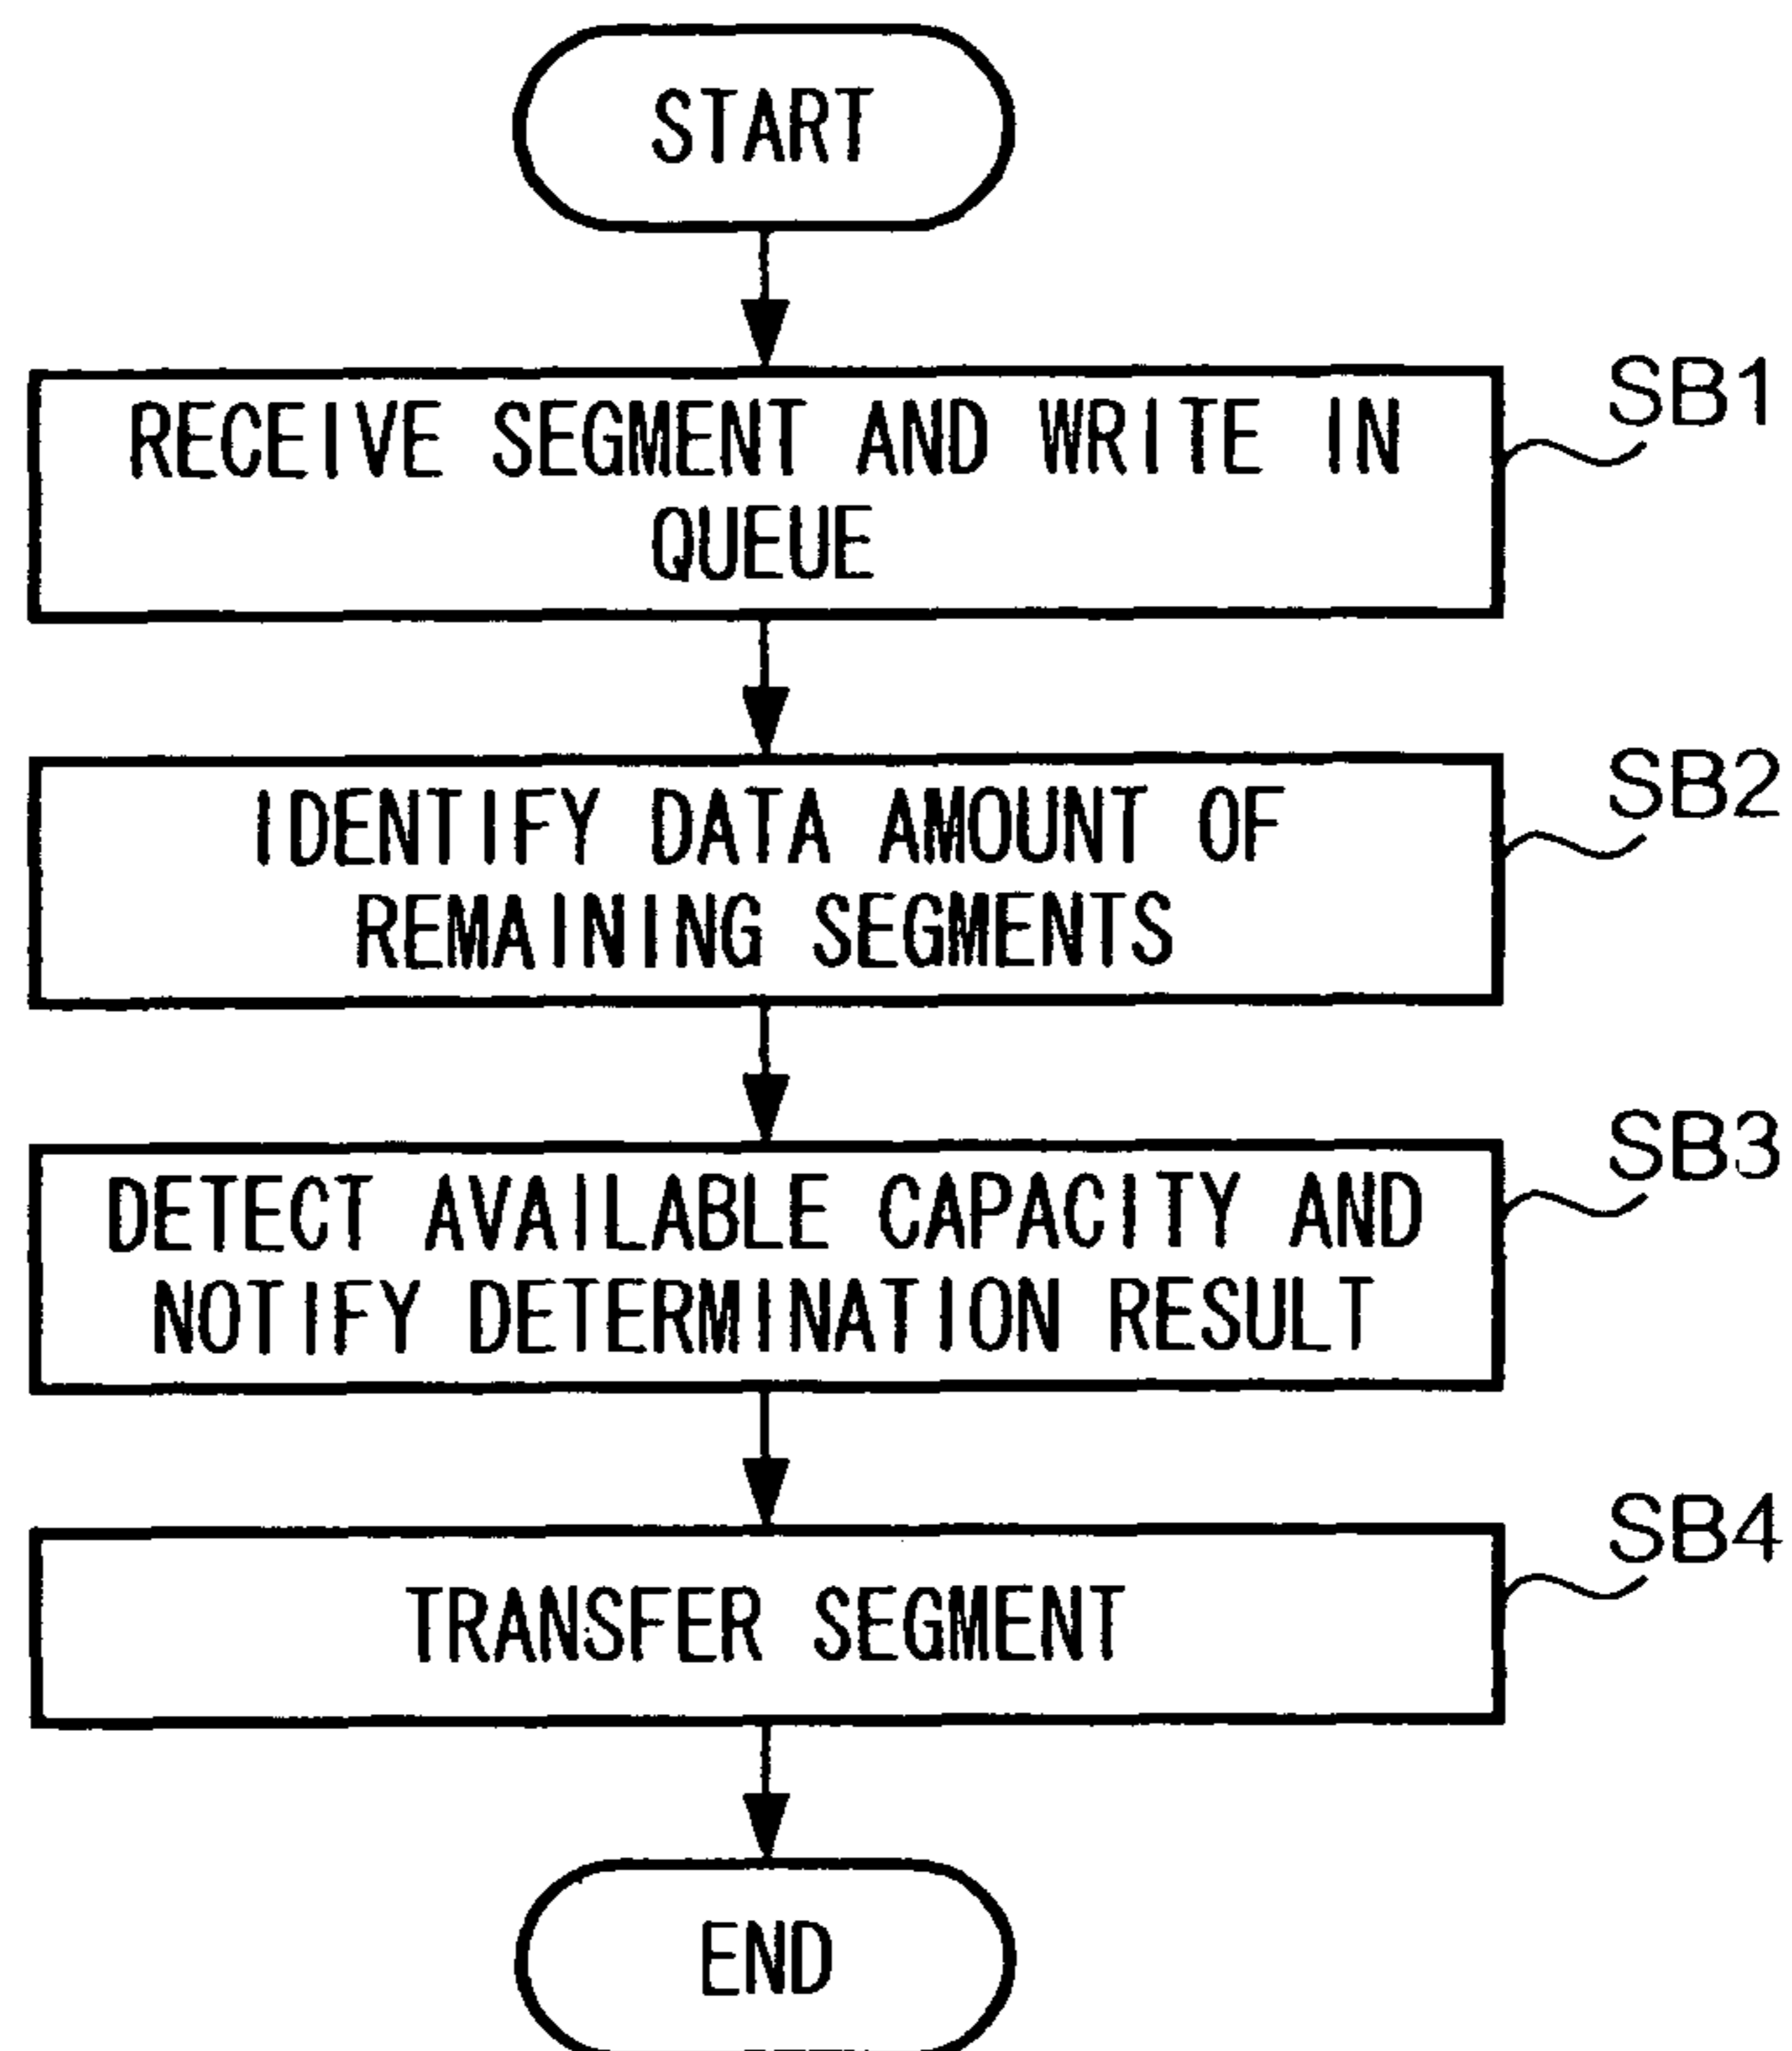 START
RECEIVE SEGMENT AND WRITE IN
QUEUE
SB1
IDENTIFY DATA AMOUNT OF
REMAINING SEGMENTS
SB2
DETECT AVAILABLE CAPACITY AND
NOTIFY DETERMINATION RESULT
SB3
TRANSFER SEGMENT
SB4
END